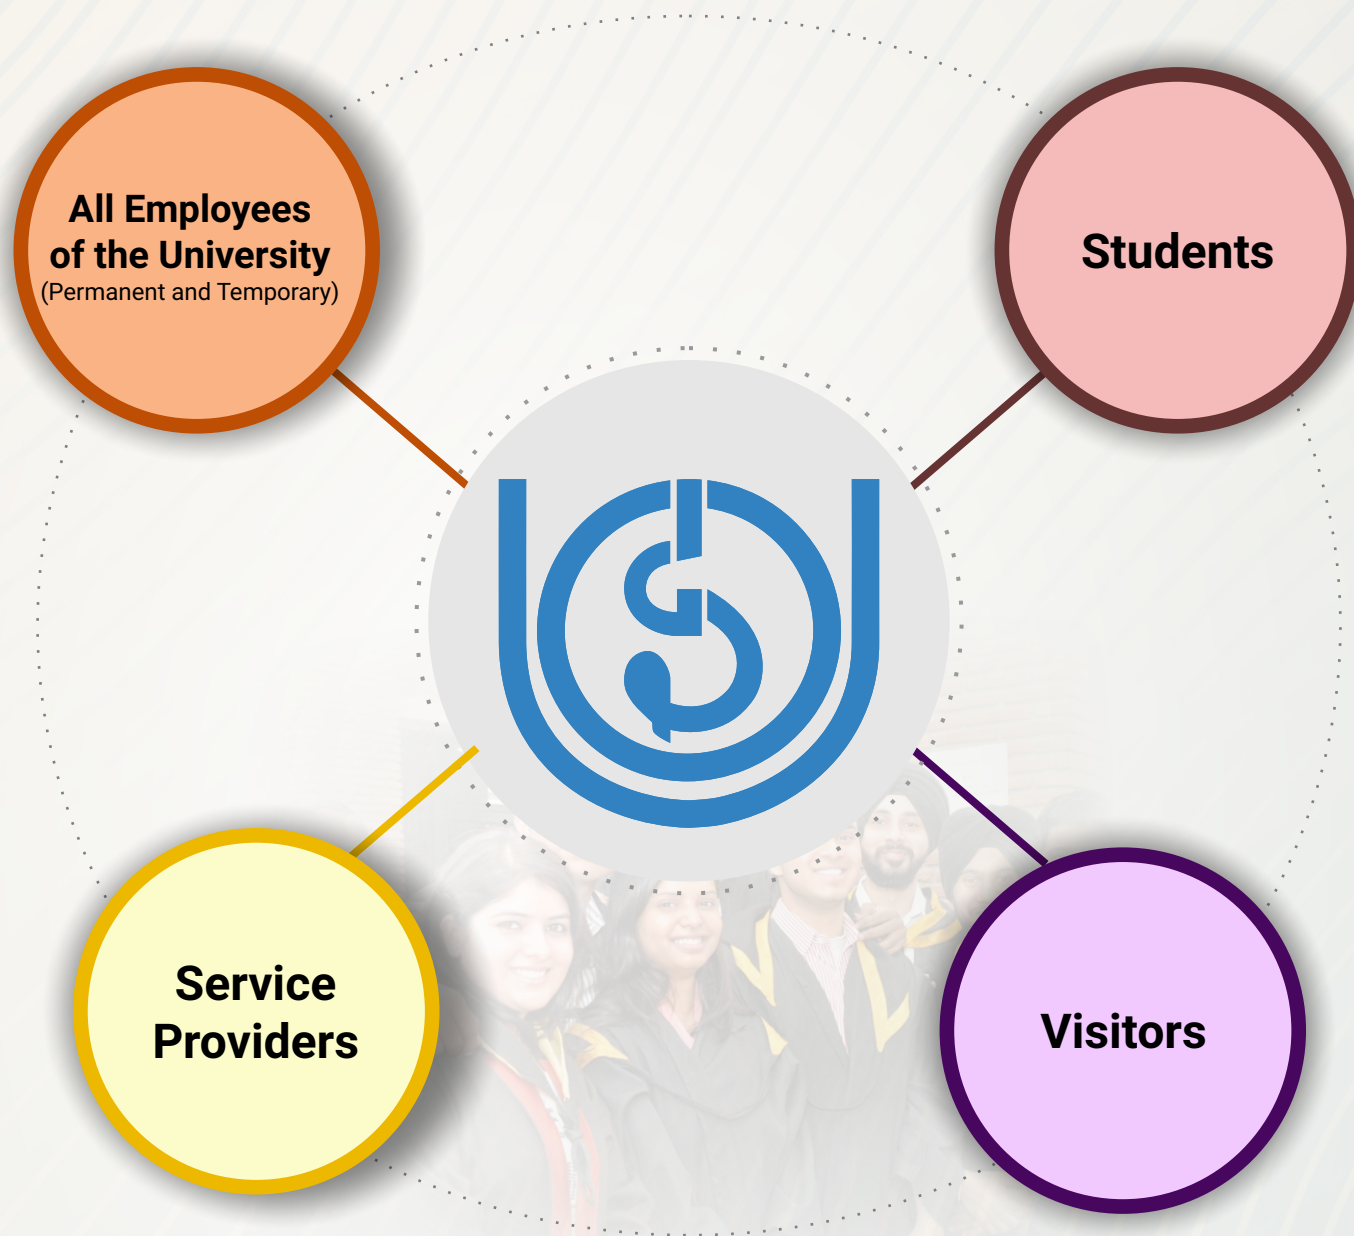 All Employees
of the University
(Permanent and Temporary)
Students
Service
Providers
Visitors